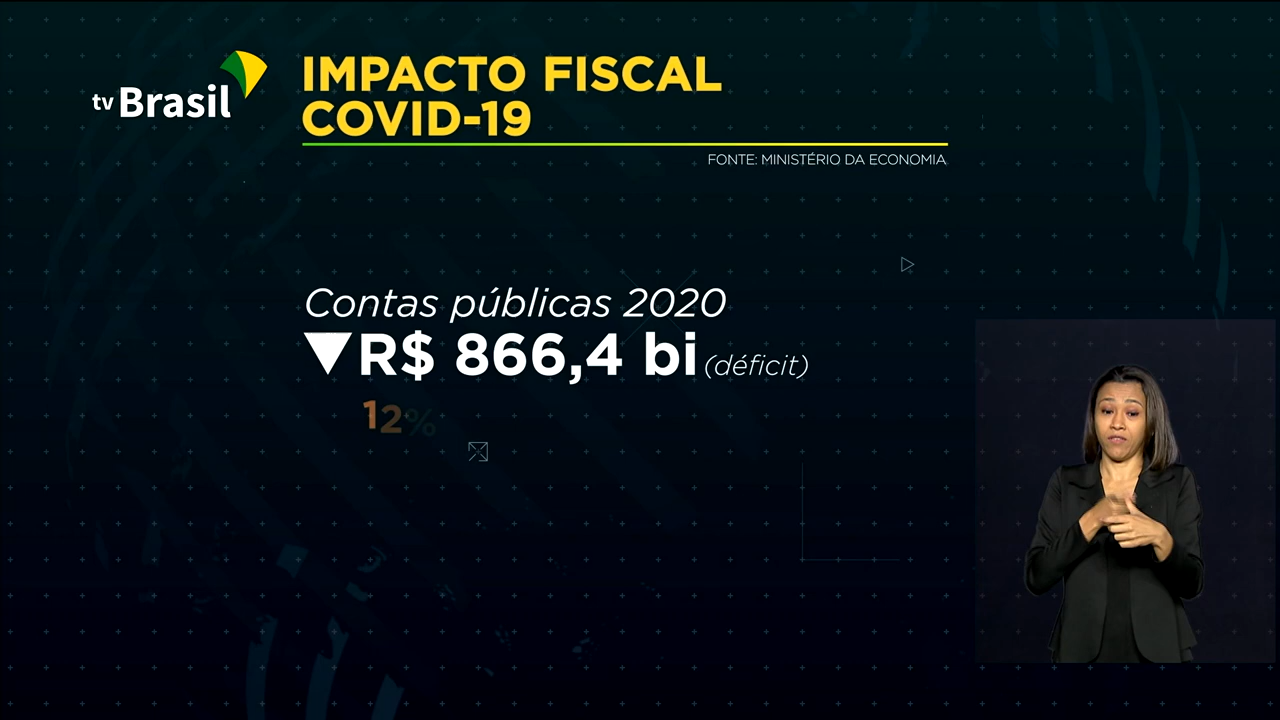 tv Brasil
IMPACTO FISCAL
COVID-19
FONTE: MINISTÉRIO DA ECONOMIA
Contas públicas 2020
▼R$ 866,4 bi (déficit)
12%